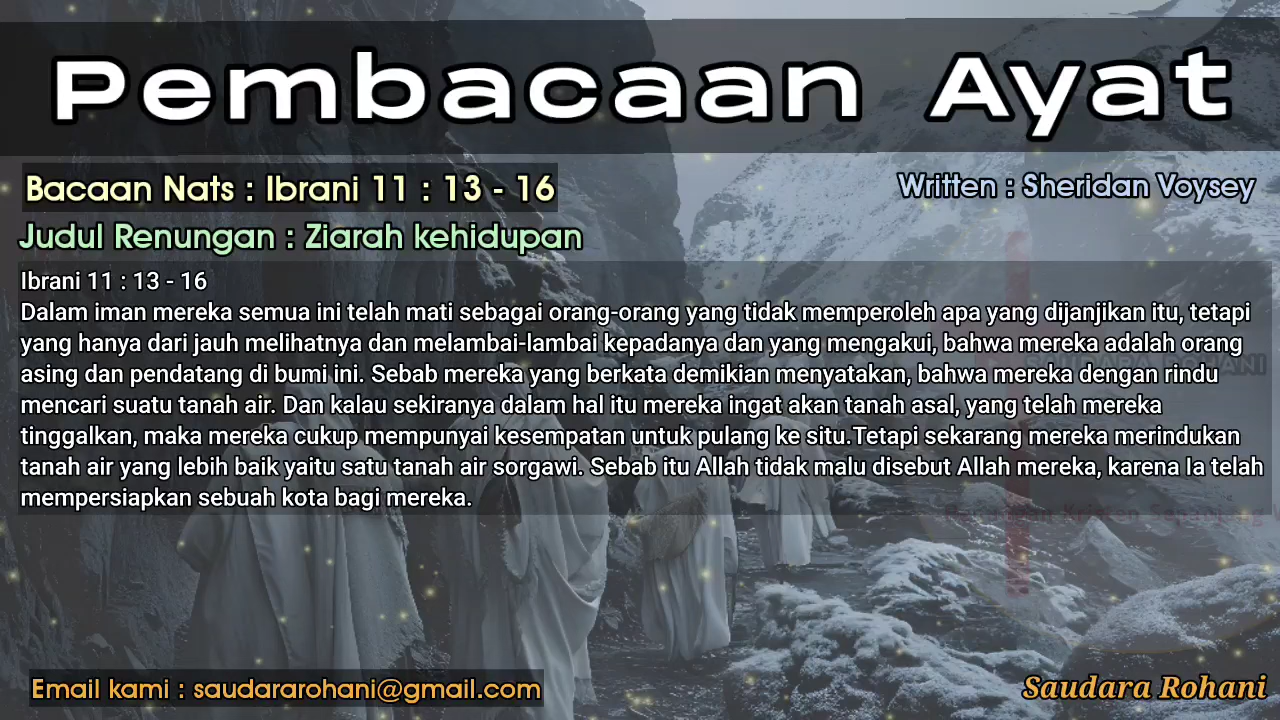 Pembacaan Ayat
Bacaan Nats : Ibrani 11 : 13 - 16
Written : Sheridan Voysey
Judul Renungan : Ziarah kehidupan
Ibrani 11 : 13 - 16
Dalam iman mereka semua ini telah mati sebagai orang-orang yang tidak memperoleh apa yang dijanjikan itu, tetapi
yang hanya dari jauh melihatnya dan melambai-lambai kepadanya dan yang mengakui, bahwa mereka adalah orang
asing dan pendatang di bumi ini. Sebab mereka yang berkata demikian menyatakan, bahwa mereka dengan rindu
mencari suatu tanah air. Dan kalau sekiranya dalam hal itu mereka ingat akan tanah asal, yang telah mereka
tinggalkan, maka mereka cukup mempunyai kesempatan untuk pulang ke situ.Tetapi sekarang mereka merindukan
tanah air yang lebih baik yaitu satu tanah air sorgawi. Sebab itu Allah tidak malu disebut Allah mereka, karena Ia telah
mempersiapkan sebuah kota bagi mereka.
SAUDARA ROHANI
Email kami : saudararohani@gmail.com
Saudara Rohani